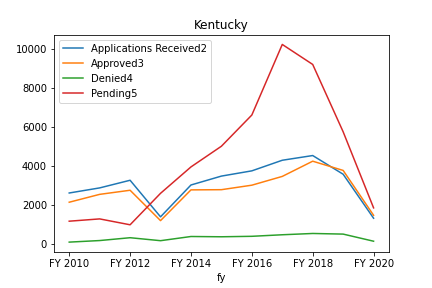 Kentucky
Applications Received2
Approved3
Denied4
Pending5
10000
8000
6000
4000
2000
0
FY 2010 FY 2012 FY 2014 FY 2016 FY 2018 FY 2020
fy